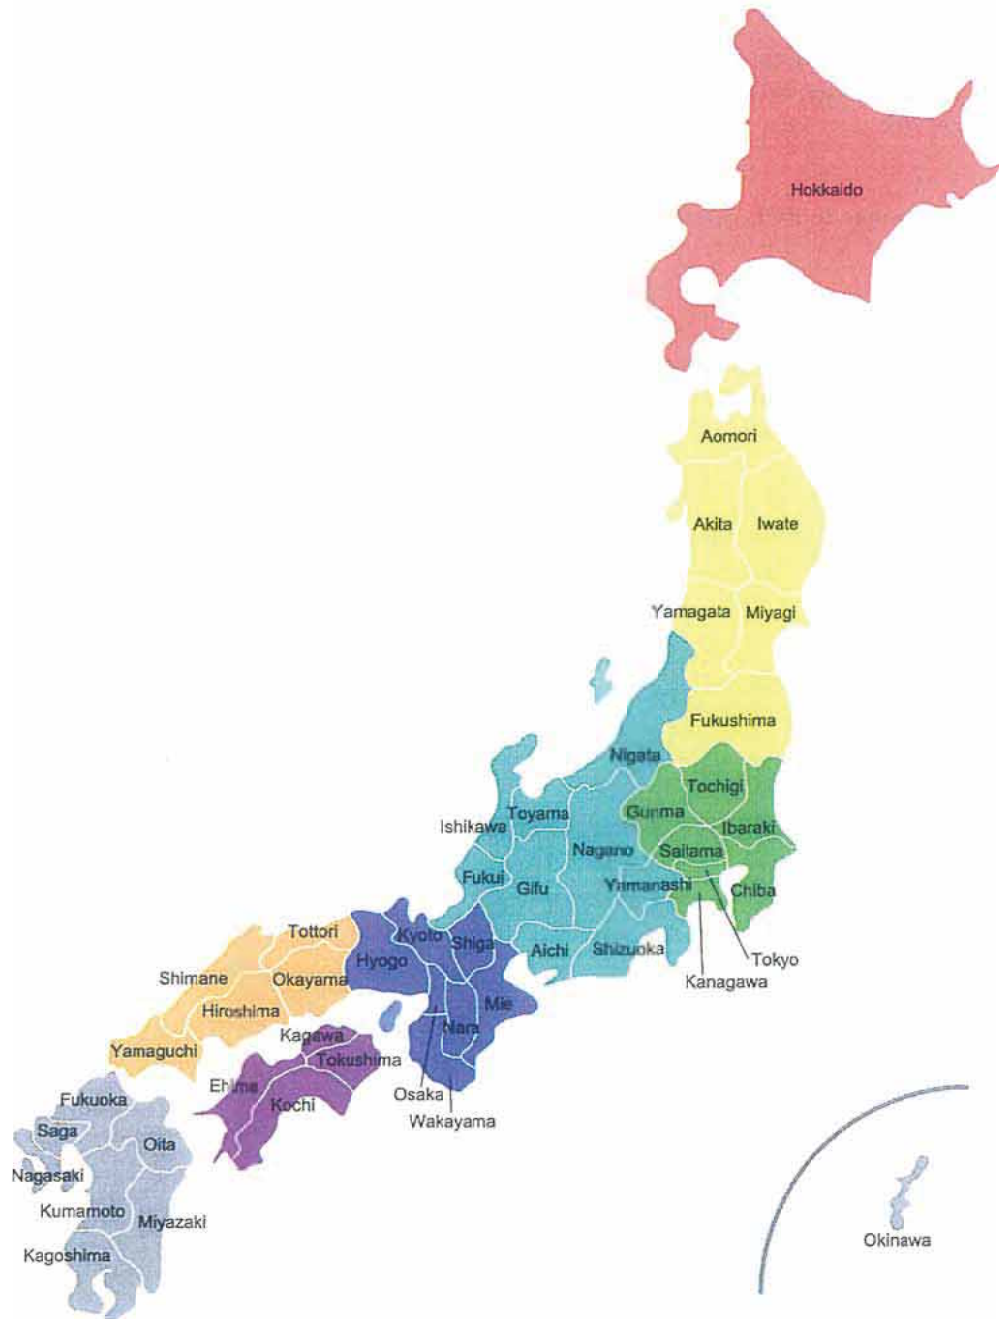 Hokkaido
Aomori
Akita
Iwate
Yamagata
Miyagi
Fukushima
Nigata
Tochigi
Gunma
Ibaraki
Toyama
Ishikawa
Nagano
Saitama
Fukui
Gifu
Yamanashi
Chiba
Tottori
Kyoto
Shiga
Aichi
Shizuoka
Tokyo
Hyogo
Shimane
Okayama
Kanagawa
Hiroshima
Mie
Nara
Kagawa
Yamaguchi
Tokushima
Ehime
Osaka
Kochi
Wakayama
Fukuoka
Saga
Oita
Nagasaki
Kumamoto
Miyazaki
Okinawa
Kagoshima